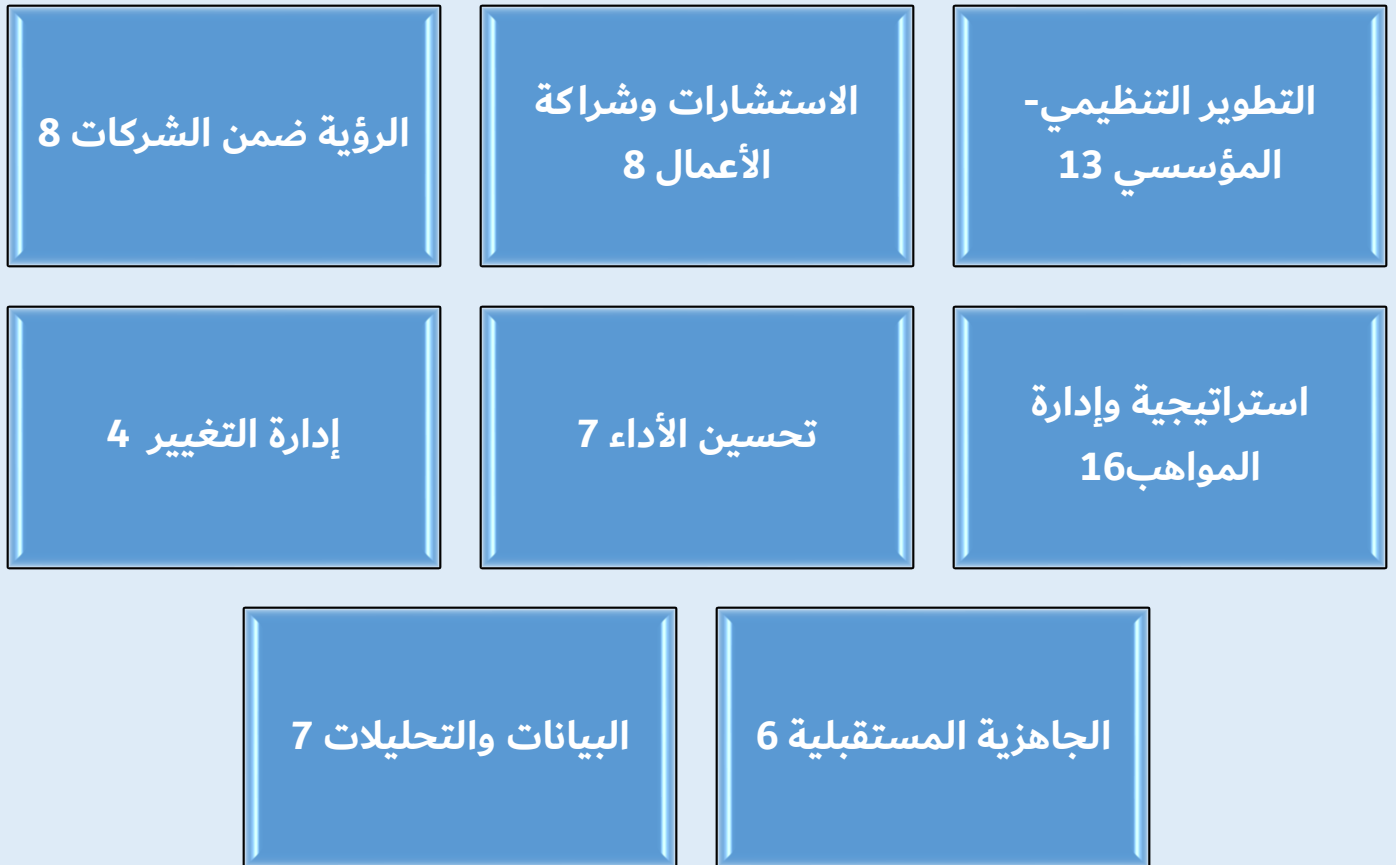 التطوير التنظيمي-
المؤسسي 13
الاستشارات وشراكة
الأعمال 8
الرؤية ضمن الشركات 8
استراتيجية وإدارة
المواهب16
تحسين الأداء 7
إدارة التغيير 4
الجاهزية المستقبلية 6
البيانات والتحليلات 7